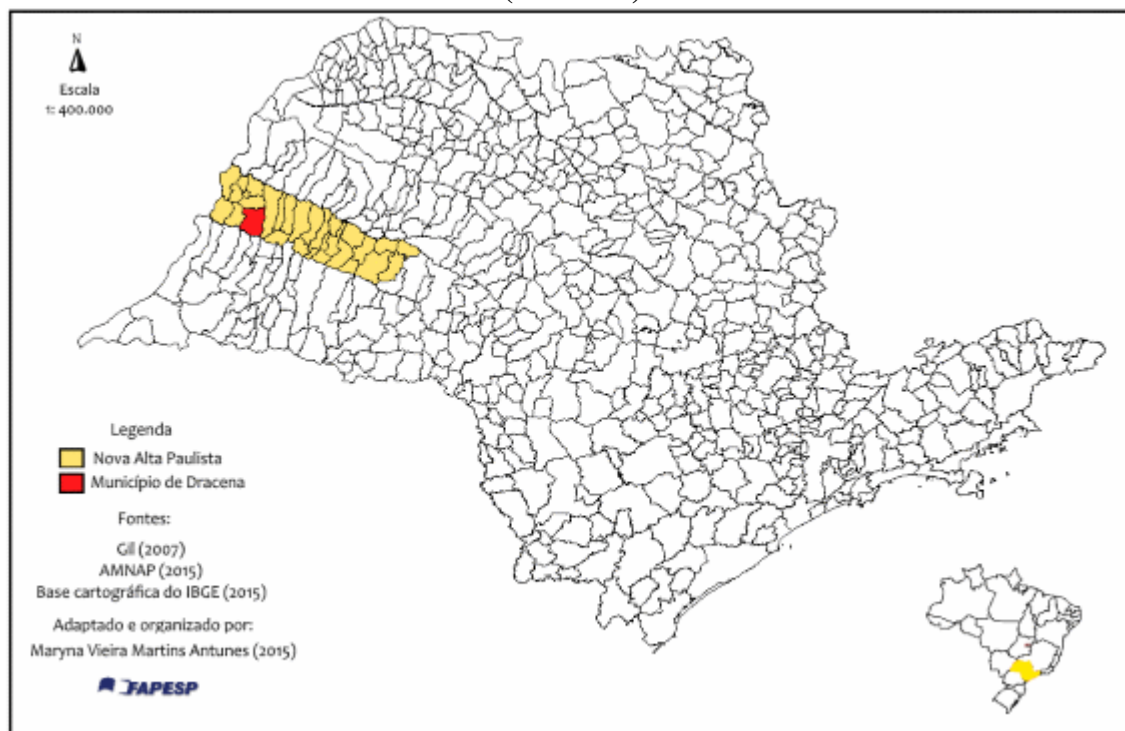 N
Escala
1: 400.000
Legenda
Nova Alta Paulista
Município de Dracena
Fontes:
Gil (2007)
AMNAP (2015)
Base cartográfica do IBGE (2015)
Adaptado e organizado por:
Maryna Vieira Martins Antunes (2015)
FAPESP